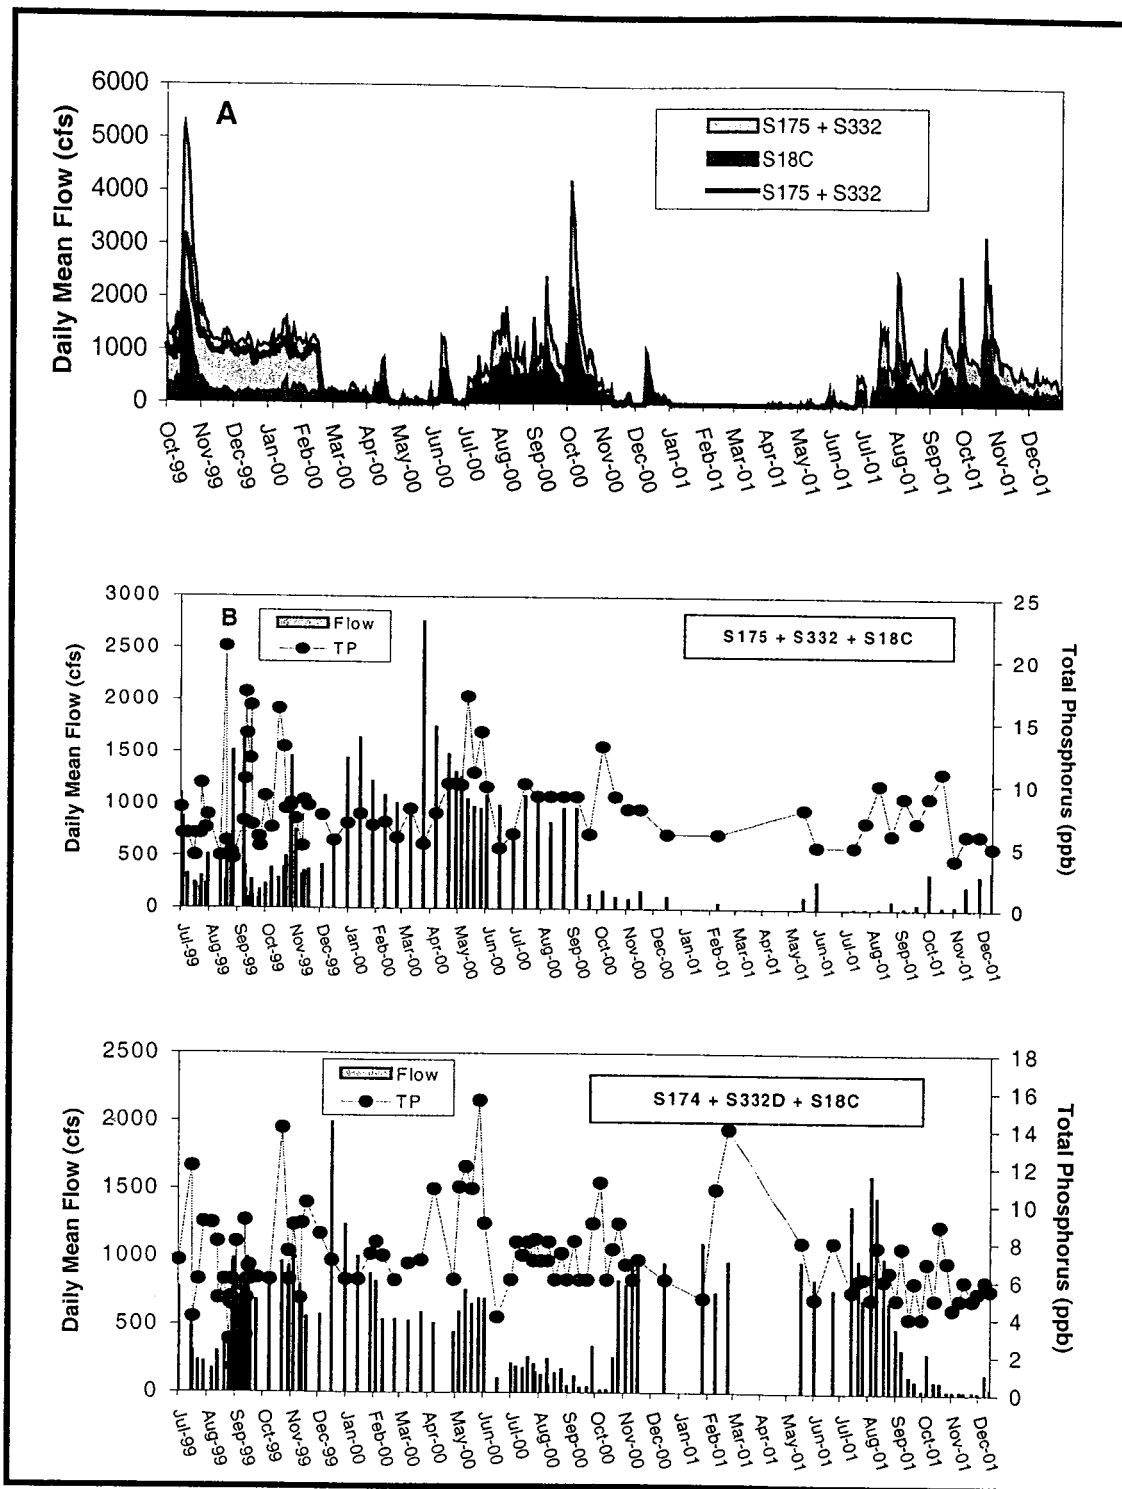 A
Daily Mean Flow (cfs)
6000
5000
4000
3000
2000
1000
0
S175 + S332
S18C
S175 + S332
Oct-99
Nov-99
Dec-99
Jan-00
Feb-00
Mar-00
Apr-00
May-00
Jun-00
Jul-00
Aug-00
Sep-00
Oct-00
Nov-00
Dec-00
Jan-01
Feb-01
Mar-01
Apr-01
May-01
Jun-01
Jul-01
Aug-01
Sep-01
Oct-01
Nov-01
Dec-01
B
Daily Mean Flow (cfs)
3000
2500
2000
1500
1000
500
0
Flow
TP
S175 + S332 + S18C
25
20
15
10
5
0
Total Phosphorus (ppb)
Jul-99
Aug-99
Sep-99
Oct-99
Nov-99
Dec-99
Jan-00
Feb-00
Mar-00
Apr-00
May-00
Jun-00
Jul-00
Aug-00
Sep-00
Oct-00
Nov-00
Dec-00
Jan-01
Feb-01
Mar-01
Apr-01
May-01
Jun-01
Jul-01
Aug-01
Sep-01
Oct-01
Nov-01
Dec-01
Daily Mean Flow (cfs)
2500
2000
1500
1000
500
0
Flow
TP
S174 + S332D + S18C
18
16
14
12
10
8
6
4
2
0
Total Phosphorus (ppb)
Jul-99
Aug-99
Sep-99
Oct-99
Nov-99
Dec-99
Jan-00
Feb-00
Mar-00
Apr-00
May-00
Jun-00
Jul-00
Aug-00
Sep-00
Oct-00
Nov-00
Dec-00
Jan-01
Feb-01
Mar-01
Apr-01
May-01
Jun-01
Jul-01
Aug-01
Sep-01
Oct-01
Nov-01
Dec-01